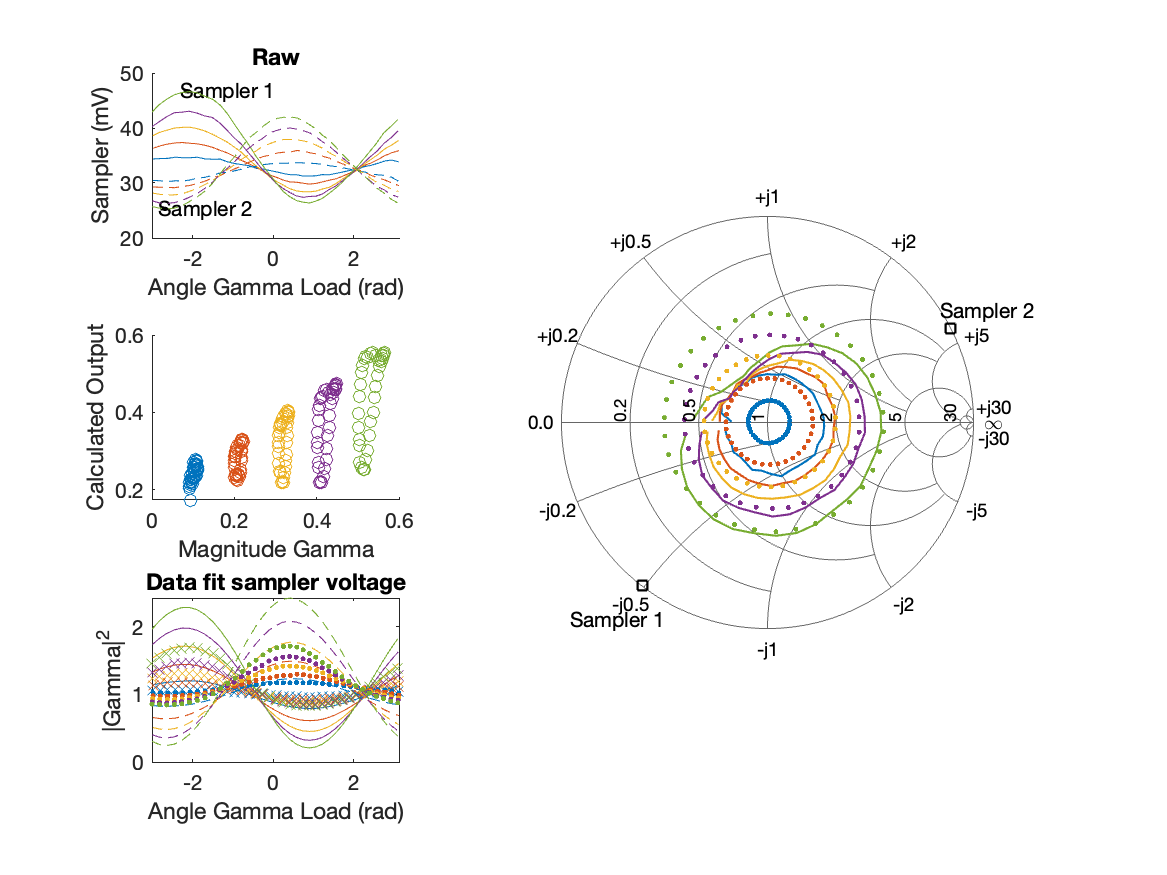 Raw
50
40
30
20
Sampler (mV)
Sampler 1
Sampler 2
-2
0
2
Angle Gamma Load (rad)
0.6
0.4
0.2
Calculated Output
0
0.2
0.4
0.6
Magnitude Gamma
Data fit sampler voltage
2
1
0
|Gamma|²
-2
0
2
Angle Gamma Load (rad)
+j1
+j0.5
+j2
Sampler 2
+j0.2
+j5
0.0
0.2
0.5
1
2
5
30
+j30
∞
-j30
-j0.2
-j5
-j0.5
-j2
Sampler 1
-j1